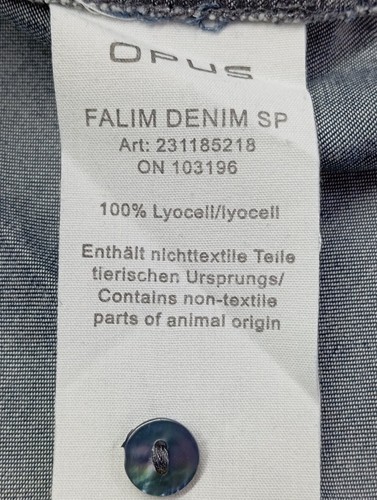 OPUS
FALIM DENIM SP
Art: 231185218
ON 103196
100% Lyocell/lyocell
Enthält nichttextile Teile
tierischen Ursprungs/
Contains non-textile
parts of animal origin